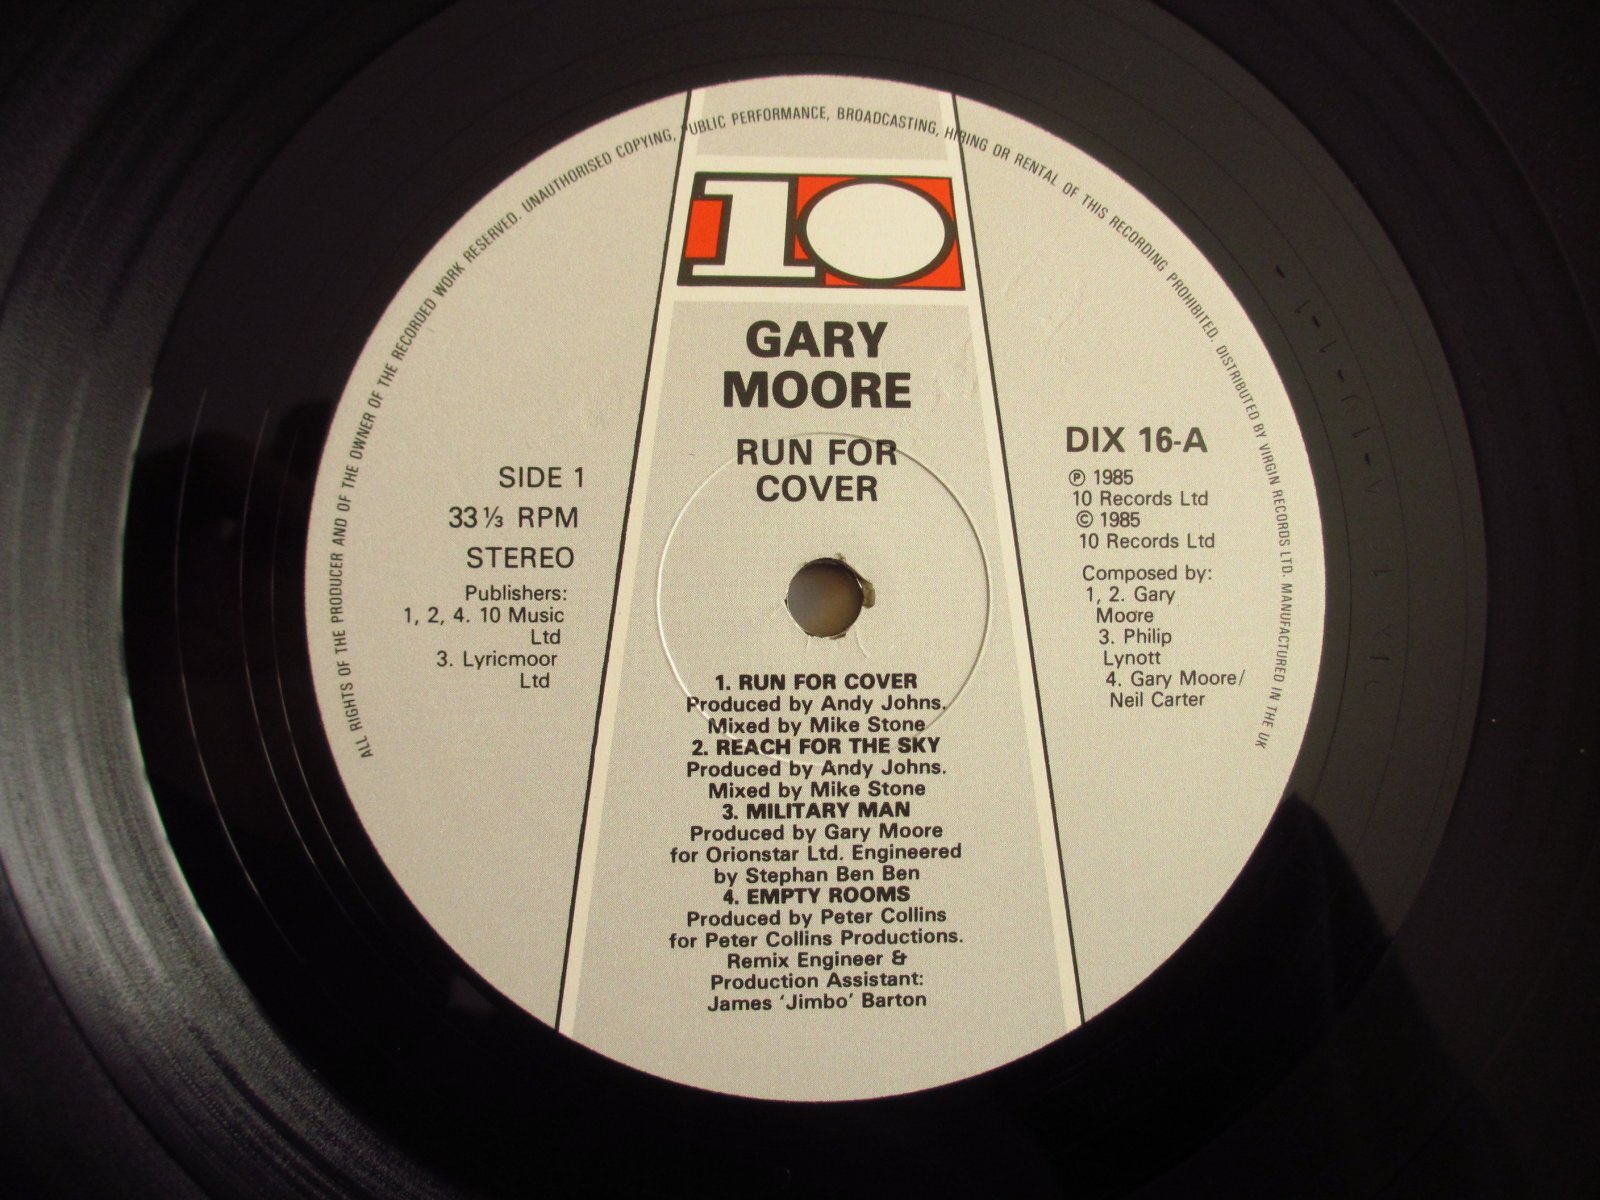 ALL RIGHTS OF THE PRODUCER AND OF THE OWNER OF THE RECORDED WORK RESERVED. UNAUTHORISED COPYING, PUBLIC PERFORMANCE, BROADCASTING, HIRING OR RENTAL OF THIS RECORDING PROHIBITED. DISTRIBUTED BY VIRGIN RECORDS LTD. MANUFACTURED IN THE UK
10
GARY
MOORE
RUN FOR
COVER
SIDE 1
33⅓ RPM
STEREO
Publishers:
1, 2, 4. 10 Music
Ltd
3. Lyricmoor
Ltd
DIX 16-A
℗ 1985
10 Records Ltd
© 1985
10 Records Ltd
Composed by:
1, 2. Gary
Moore
3. Philip
Lynott
4. Gary Moore/
Neil Carter
1. RUN FOR COVER
Produced by Andy Johns.
Mixed by Mike Stone
2. REACH FOR THE SKY
Produced by Andy Johns.
Mixed by Mike Stone
3. MILITARY MAN
Produced by Gary Moore
for Orionstar Ltd. Engineered
by Stephan Ben Ben
4. EMPTY ROOMS
Produced by Peter Collins
for Peter Collins Productions.
Remix Engineer &
Production Assistant:
James 'Jimbo' Barton